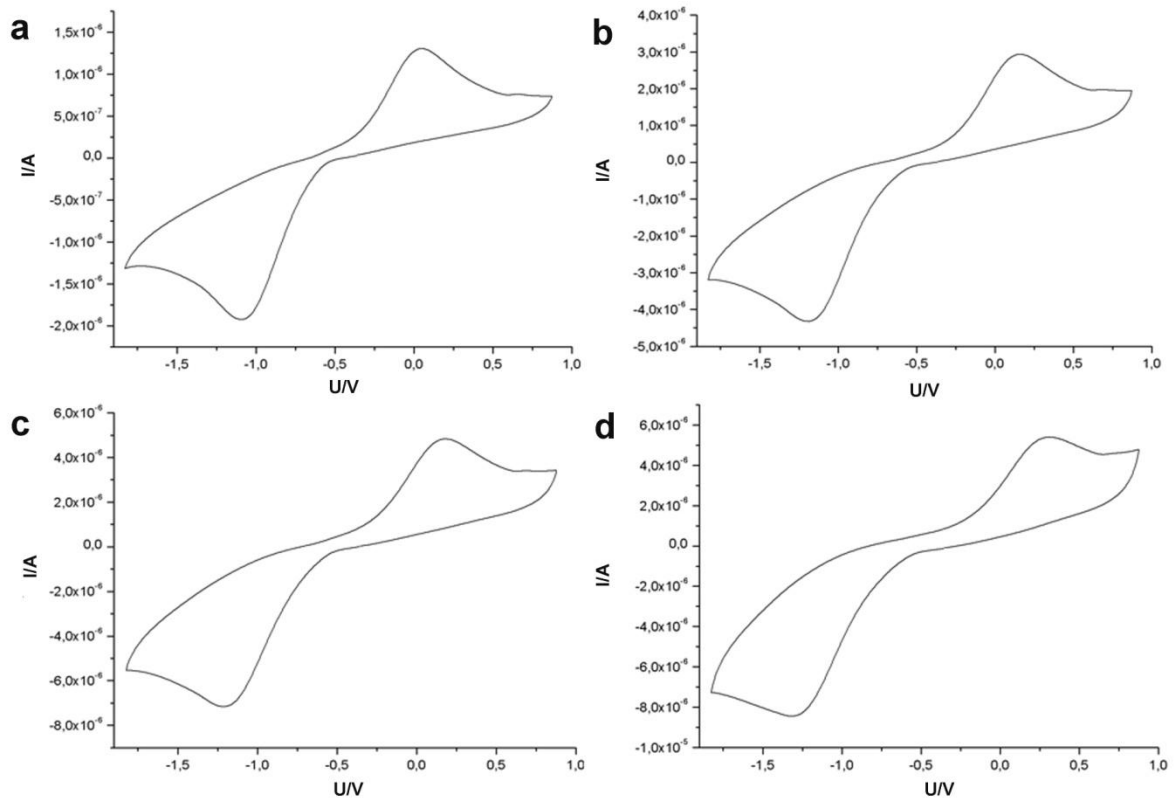 a
1,5x10⁻⁶
1,0x10⁻⁶
5,0x10⁻⁷
0,0
-5,0x10⁻⁷
-1,0x10⁻⁶
-1,5x10⁻⁶
-2,0x10⁻⁶
I/A
-1,5
-1,0
-0,5
0,0
0,5
1,0
U/V
b
4,0x10⁻⁶
3,0x10⁻⁶
2,0x10⁻⁶
1,0x10⁻⁶
0,0
-1,0x10⁻⁶
-2,0x10⁻⁶
-3,0x10⁻⁶
-4,0x10⁻⁶
-5,0x10⁻⁶
I/A
-1,5
-1,0
-0,5
0,0
0,5
1,0
U/V
c
6,0x10⁻⁶
4,0x10⁻⁶
2,0x10⁻⁶
0,0
-2,0x10⁻⁶
-4,0x10⁻⁶
-6,0x10⁻⁶
-8,0x10⁻⁶
I/A
-1,5
-1,0
-0,5
0,0
0,5
1,0
U/V
d
6,0x10⁻⁶
4,0x10⁻⁶
2,0x10⁻⁶
0,0
-2,0x10⁻⁶
-4,0x10⁻⁶
-6,0x10⁻⁶
-8,0x10⁻⁶
-1,0x10⁻⁵
I/A
-1,5
-1,0
-0,5
0,0
0,5
1,0
U/V